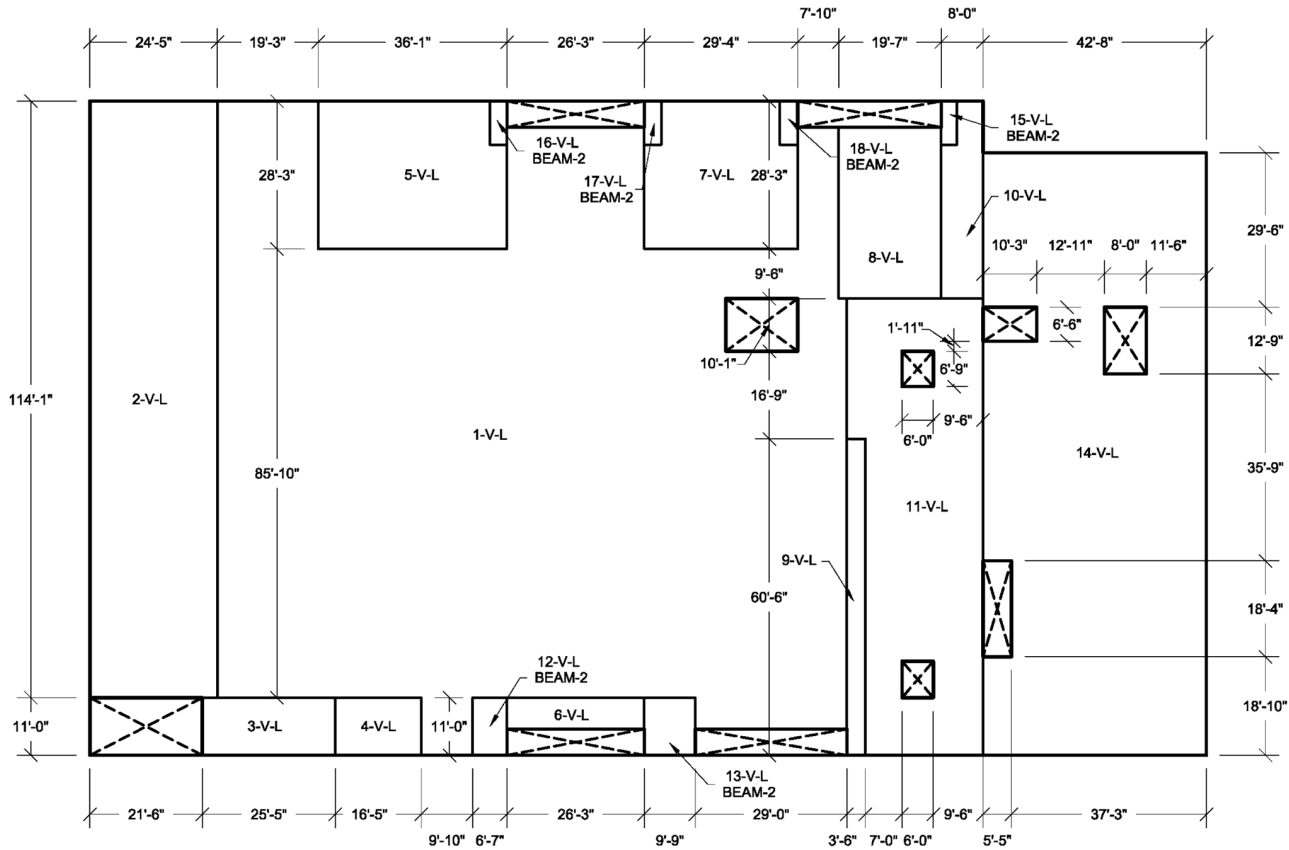 7'-10" 8'-0"
24'-5" 19'-3" 36'-1" 26'-3" 29'-4" 19'-7" 42'-8"
16-V-L
BEAM-2
17-V-L
BEAM-2
18-V-L
BEAM-2
15-V-L
BEAM-2
28'-3"
5-V-L
7-V-L
28'-3"
10-V-L
8-V-L
29'-6"
10'-3" 12'-11" 8'-0" 11'-6"
9'-6"
10'-1"
1'-11"
6'-6"
12'-9"
6'-9"
16'-9"
9'-6"
6'-0"
114'-1"
2-V-L
1-V-L
85'-10"
14-V-L
35'-9"
11-V-L
9-V-L
60'-6"
18'-4"
12-V-L
BEAM-2
11'-0"
3-V-L
4-V-L
11'-0"
6-V-L
18'-10"
13-V-L
BEAM-2
21'-6" 25'-5" 16'-5" 26'-3" 29'-0" 9'-6" 37'-3"
9'-10" 6'-7" 9'-9" 3'-6" 7'-0" 6'-0" 5'-5"